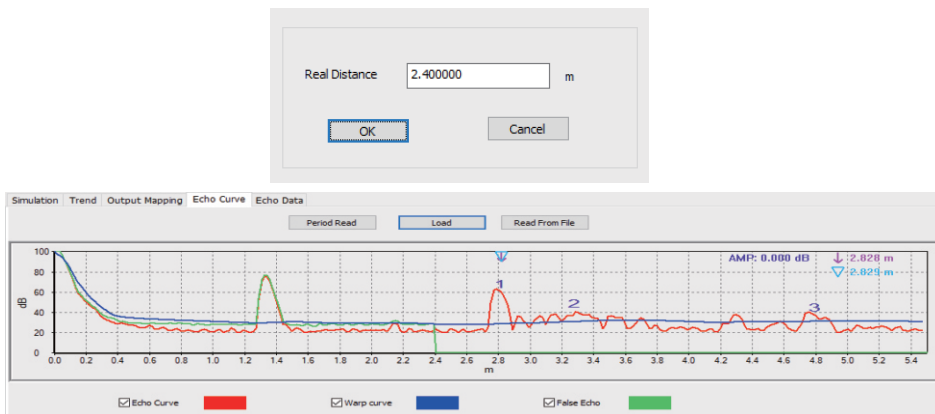 Real Distance 2.400000 m
OK Cancel
Simulation Trend Output Mapping Echo Curve Echo Data
Period Read Load Read From File
AMP: 0.000 dB 2.828 m
2.829 m
1
2
3
100
80
60
40
20
0
dB
0.0 0.2 0.4 0.6 0.8 1.0 1.2 1.4 1.6 1.8 2.0 2.2 2.4 2.6 2.8 3.0 3.2 3.4 3.6 3.8 4.0 4.2 4.4 4.6 4.8 5.0 5.2 5.4
m
Echo Curve Warp curve False Echo